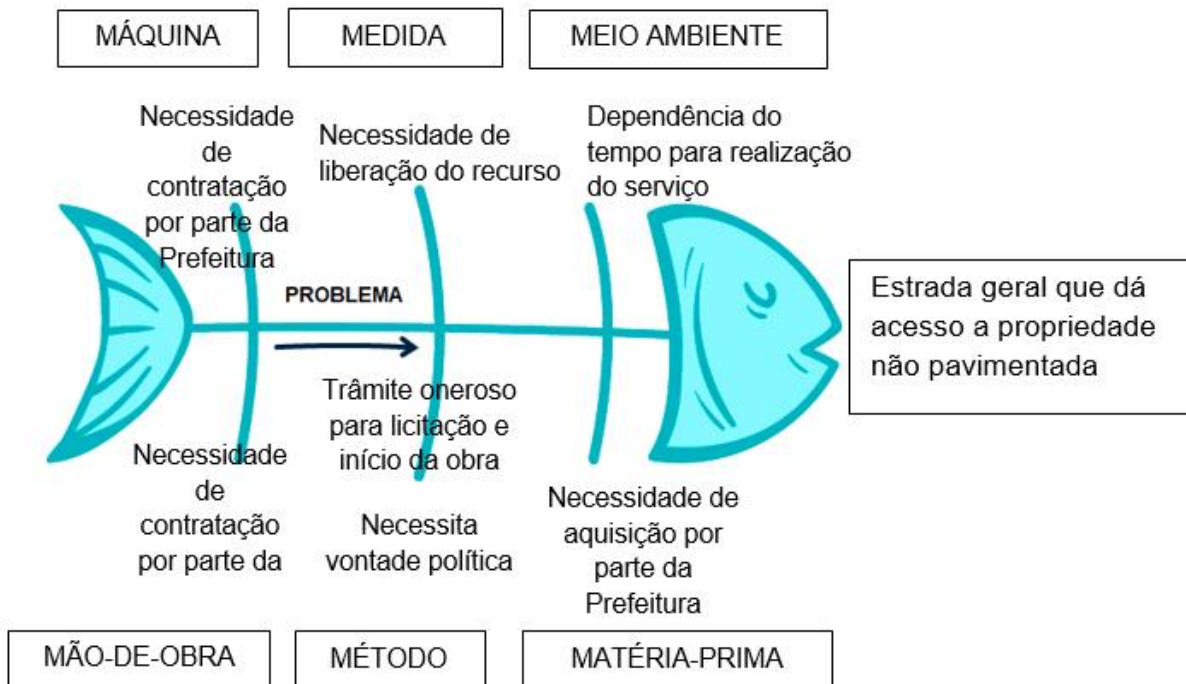 MÁQUINA
MEDIDA
MEIO AMBIENTE
Necessidade
de
contratação
por parte da
Prefeitura
Necessidade de
liberação do recurso
Dependência do
tempo para realização
do serviço
PROBLEMA
Estrada geral que dá
acesso a propriedade
não pavimentada
Necessidade
de
contratação
por parte da
Trâmite oneroso
para licitação e
início da obra
Necessita
vontade política
Necessidade de
aquisição por
parte da
Prefeitura
MÃO-DE-OBRA
MÉTODO
MATÉRIA-PRIMA